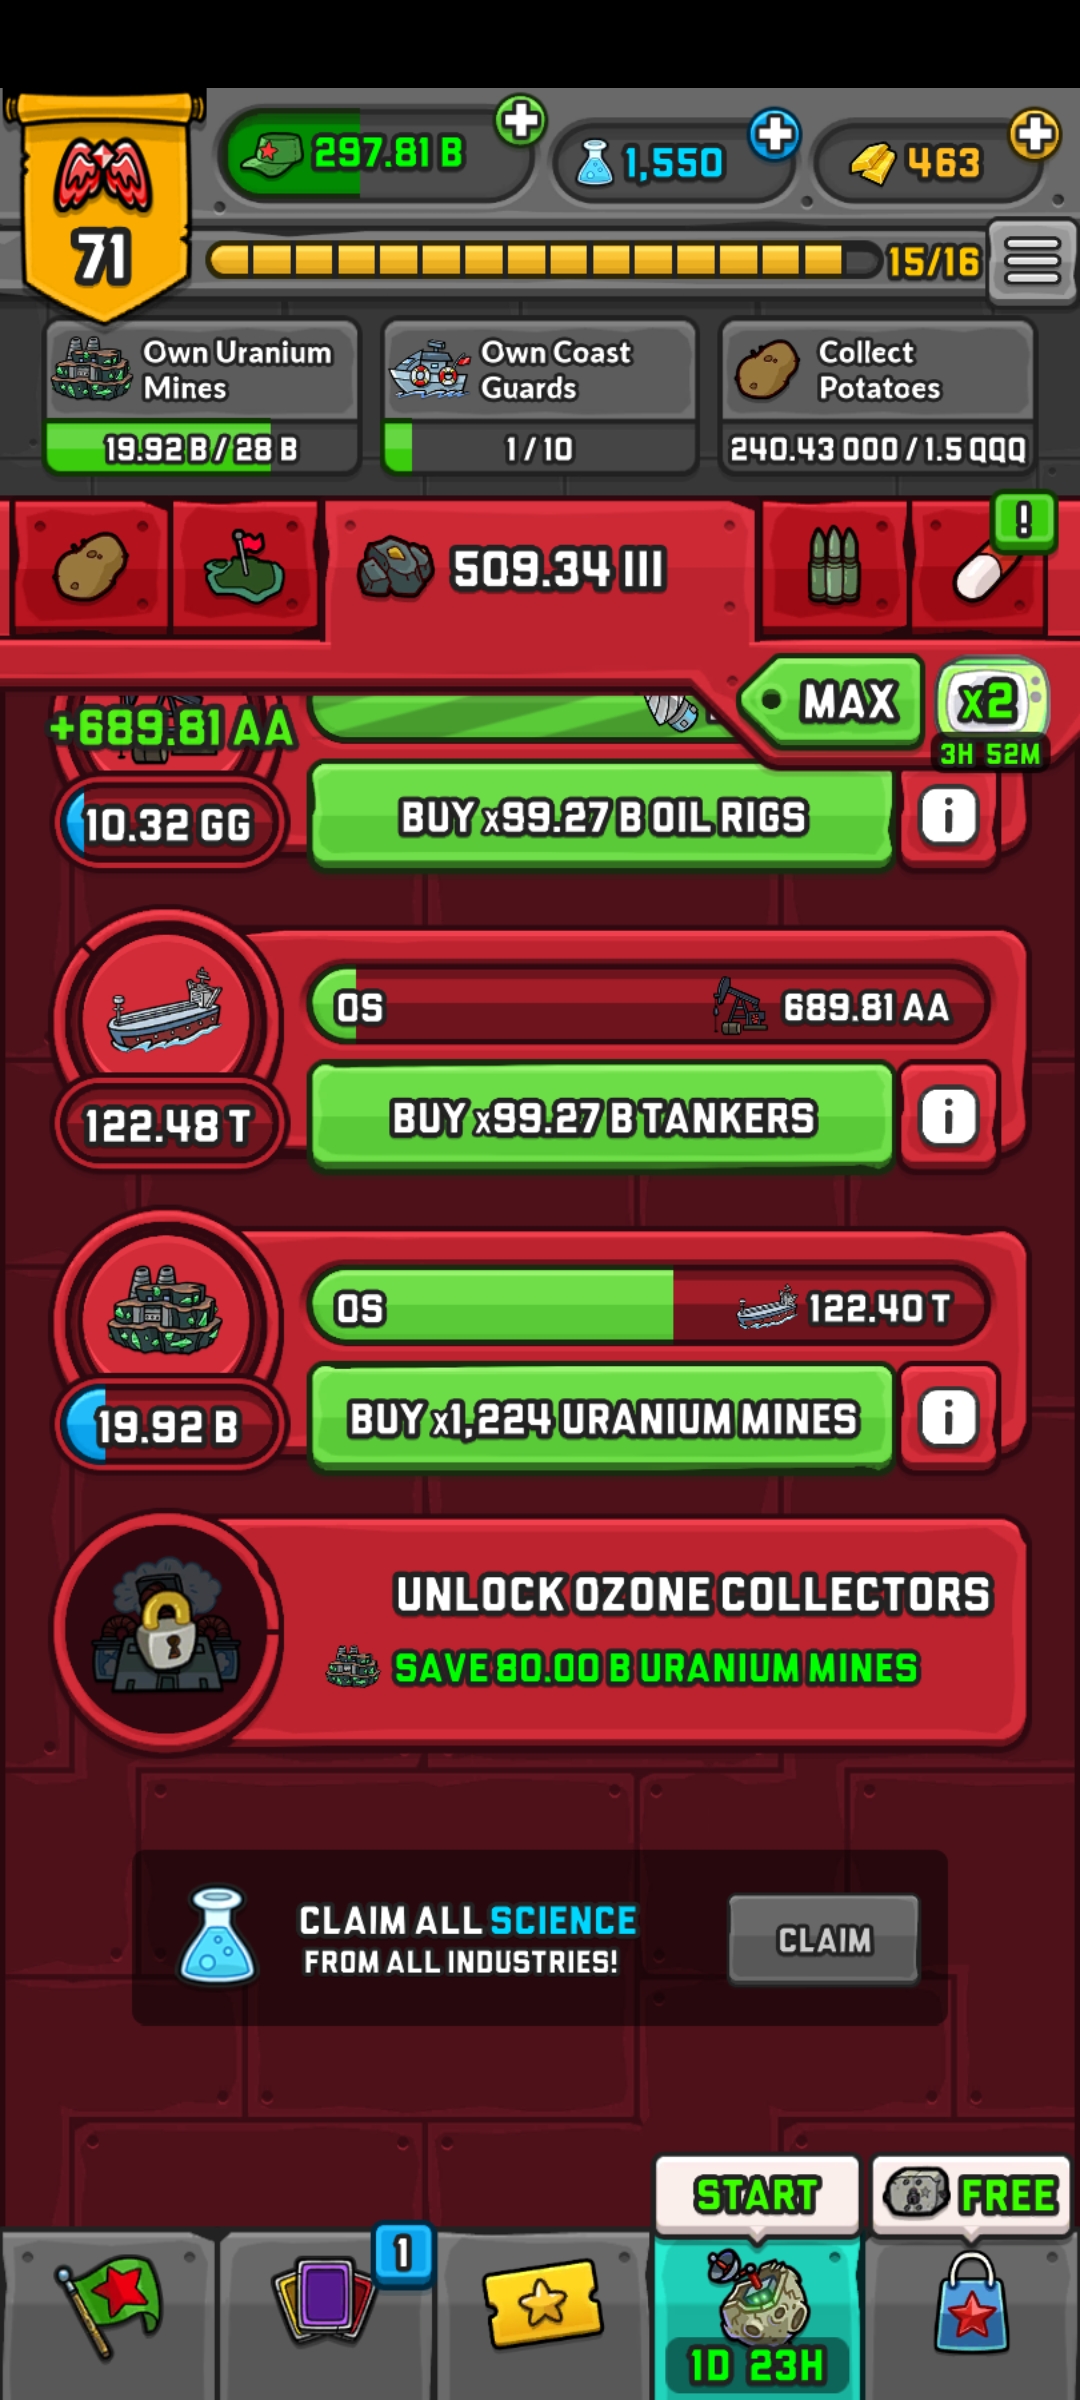 297.81 B
1,550
463
71
15/16
Own Uranium
Mines
19.92 B / 28 B
Own Coast
Guards
1 / 10
Collect
Potatoes
240.43 000 / 1.5 QQQ
509.34 III
!
MAX
x2
3H 52M
+689.81 AA
10.32 GG
BUY x99.27 B OIL RIGS
i
0S
689.81 AA
122.48 T
BUY x99.27 B TANKERS
i
0S
122.40 T
19.92 B
BUY x1,224 URANIUM MINES
i
UNLOCK OZONE COLLECTORS
SAVE 80.00 B URANIUM MINES
CLAIM ALL SCIENCE
FROM ALL INDUSTRIES!
CLAIM
START
FREE
1
1D 23H